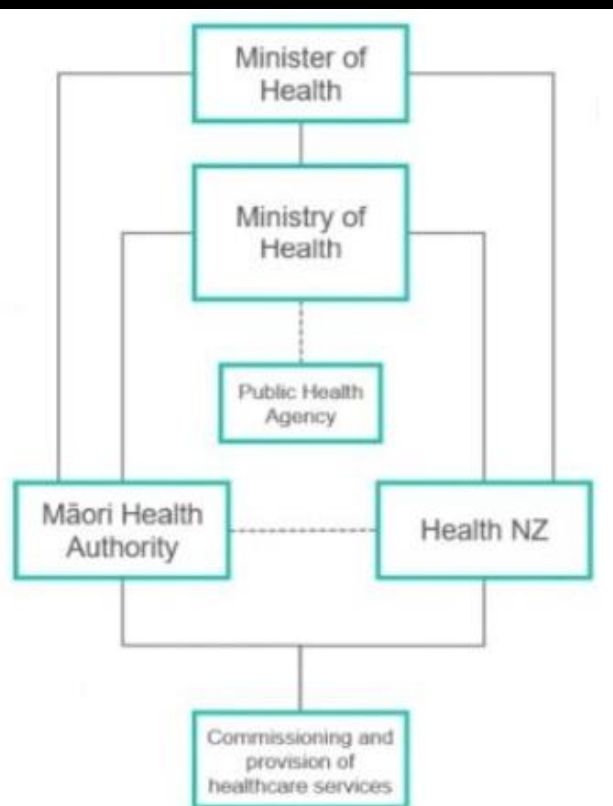 Minister of
Health
Ministry of
Health
Public Health
Agency
Māori Health
Authority
Health NZ
Commissioning and
provision of
healthcare services